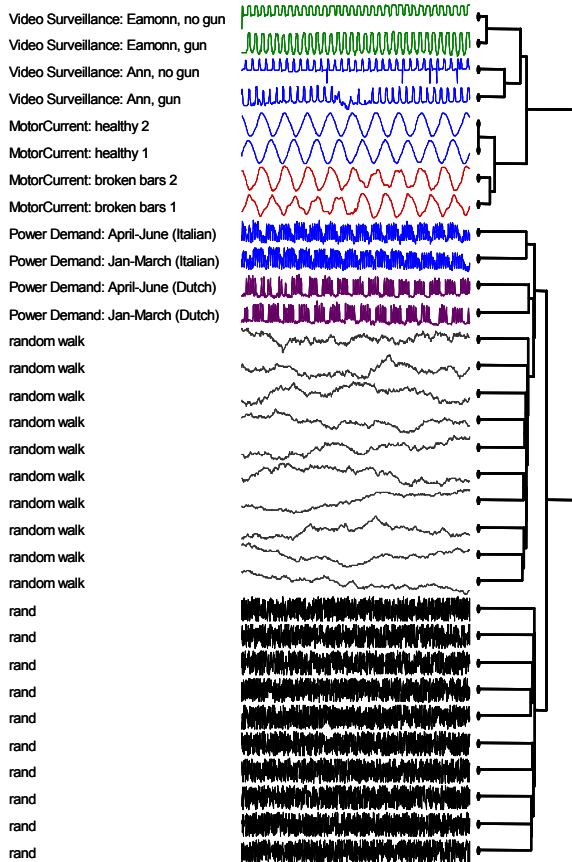 Video Surveillance: Eamonn, no gun
Video Surveillance: Eamonn, gun
Video Surveillance: Ann, no gun
Video Surveillance: Ann, gun
MotorCurrent: healthy 2
MotorCurrent: healthy 1
MotorCurrent: broken bars 2
MotorCurrent: broken bars 1
Power Demand: April-June (Italian)
Power Demand: Jan-March (Italian)
Power Demand: April-June (Dutch)
Power Demand: Jan-March (Dutch)
random walk
random walk
random walk
random walk
random walk
random walk
random walk
random walk
random walk
random walk
rand
rand
rand
rand
rand
rand
rand
rand
rand
rand